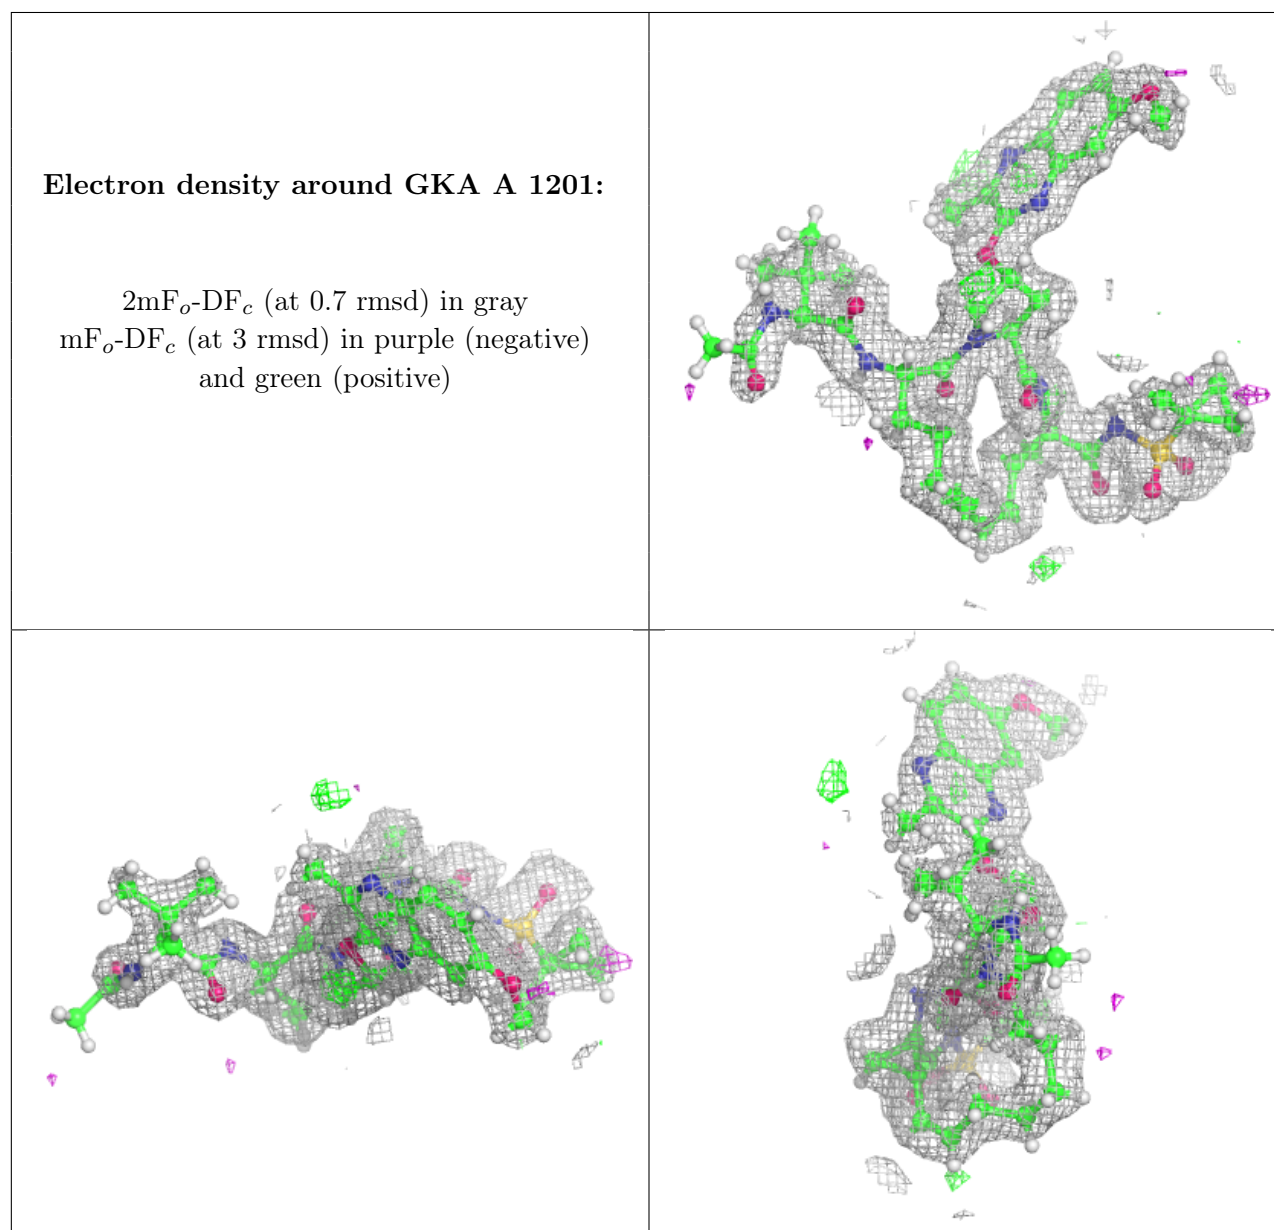 Electron density around GKA A 1201:
2mFo-DFc (at 0.7 rmsd) in gray
mFo-DFc (at 3 rmsd) in purple (negative)
and green (positive)